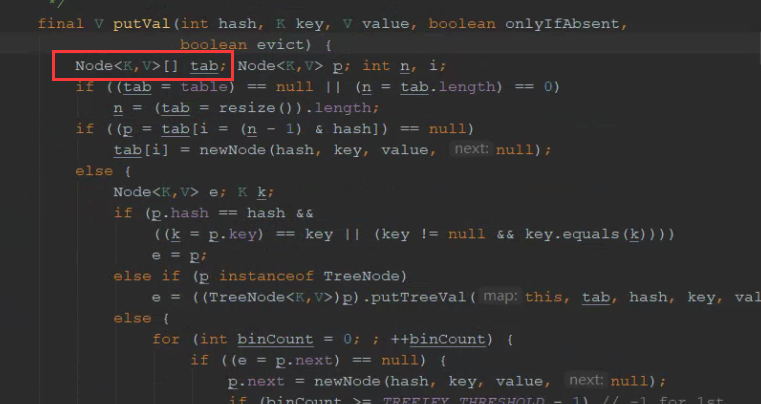 */
final V putVal(int hash, K key, V value, boolean onlyIfAbsent,
boolean evict) {
Node<K,V>[] tab; Node<K,V> p; int n, i;
if ((tab = table) == null || (n = tab.length) == 0)
n = (tab = resize()).length;
if ((p = tab[i = (n - 1) & hash]) == null)
tab[i] = newNode(hash, key, value, next: null);
else {
Node<K,V> e; K k;
if (p.hash == hash &&
((k = p.key) == key || (key != null && key.equals(k))))
e = p;
else if (p instanceof TreeNode)
e = ((TreeNode<K,V>)p).putTreeVal( map: this, tab, hash, key, val
else {
for (int binCount = 0; ; ++binCount) {
if ((e = p.next) == null) {
p.next = newNode(hash, key, value, next: null);
if (binCount >= TREEIFY_THRESHOLD - 1) // -1 for 1st